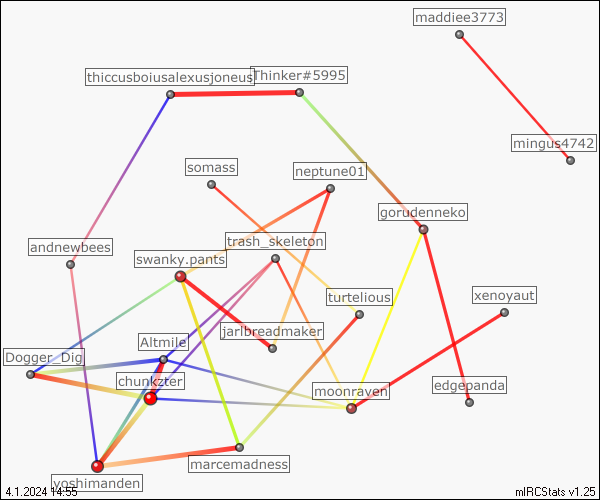 maddiee3773
thiccusboiusalexusjoneus
Thinker#5995
mingus4742
somass
neptune01
gorudenneko
andnewbees
swanky.pants
trash_skeleton
turtelious
xenoyaut
jarlbreadmaker
Altmile
Dogger_Dig
chunkzter
moonraven
edgepanda
marcemadness
yoshimanden
4.1.2024 14:55
mIRCStats v1.25